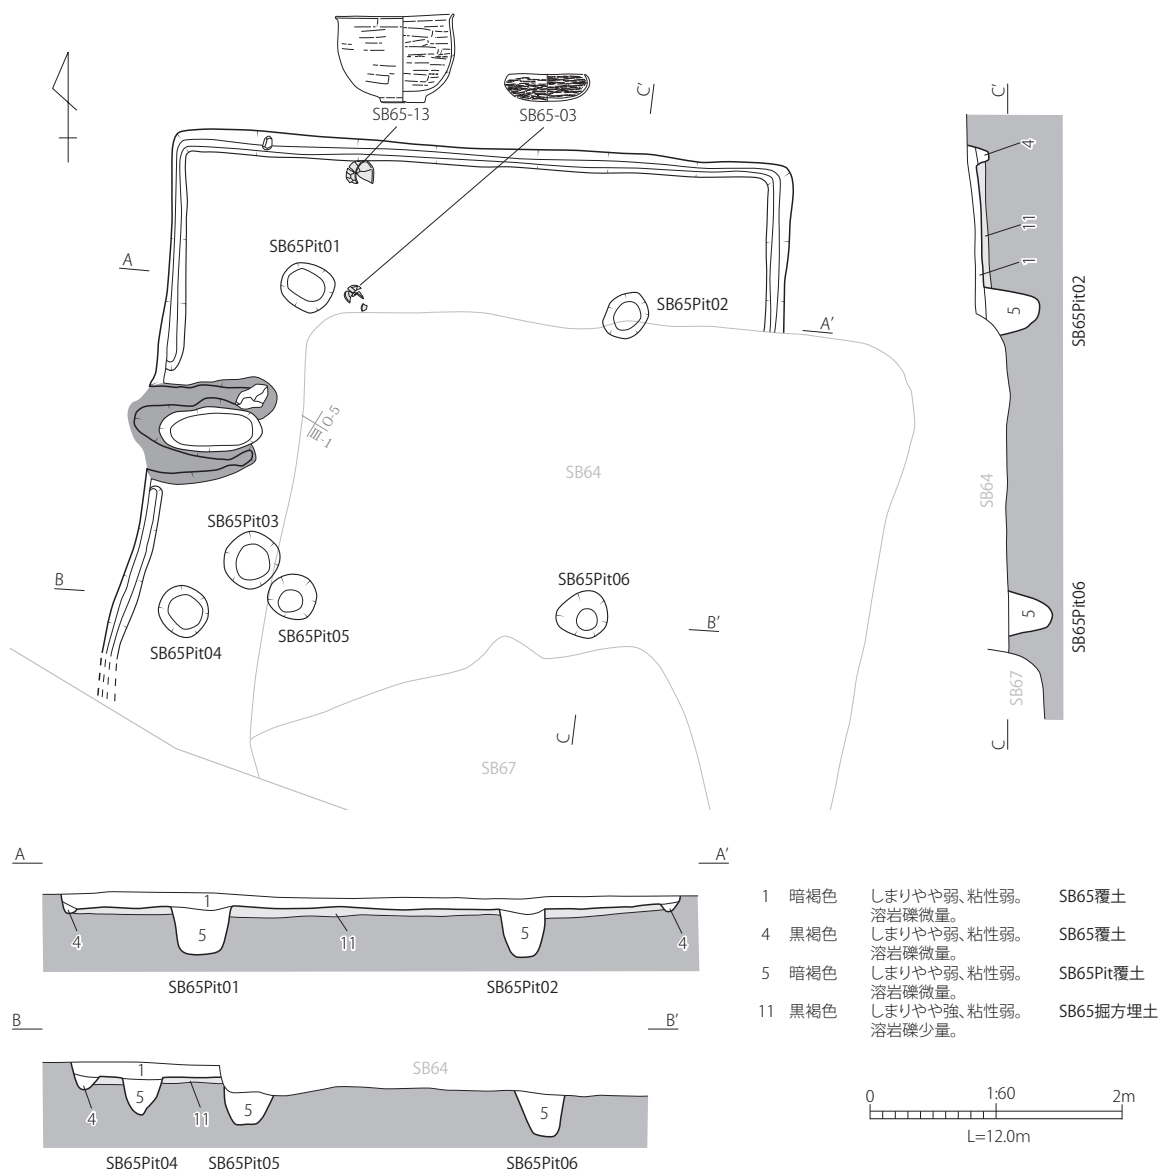 SB65-13
SB65-03
C'
C'
4
11
1
5
SB65Pit02
SB64
5
SB65Pit06
SB67
C
A
SB65Pit01
SB65Pit02
A'
O-5
Ⅲ-1
SB64
SB65Pit03
B
SB65Pit06
SB65Pit05
B'
SB65Pit04
C
SB67
A
A'
1
5
5
4
11
4
SB65Pit01
SB65Pit02
B
B'
SB64
1
5
5
5
4
11
SB65Pit04
SB65Pit05
SB65Pit06
1 暗褐色 しまりやや弱、粘性弱。 SB65覆土
溶岩礫微量。
4 黒褐色 しまりやや弱、粘性弱。 SB65覆土
溶岩礫微量。
5 暗褐色 しまりやや弱、粘性弱。 SB65Pit覆土
溶岩礫微量。
11 黒褐色 しまりやや強、粘性弱。 SB65掘方埋土
溶岩礫少量。
0 1:60 2m
L=12.0m